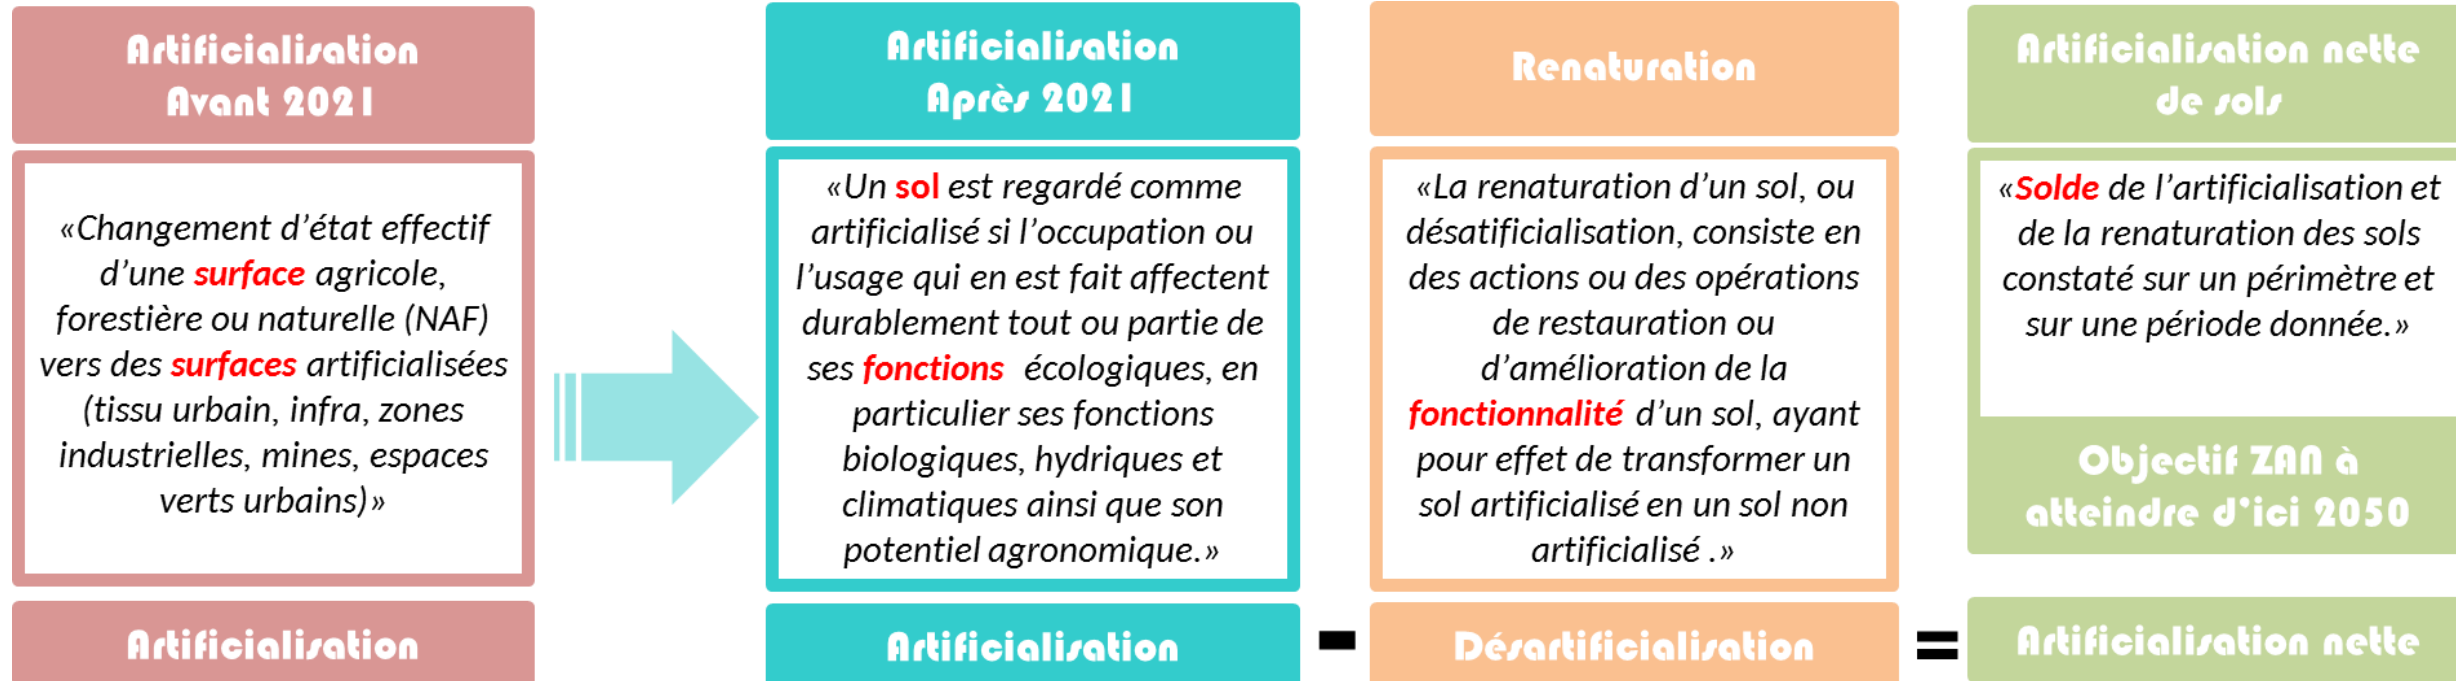 Artificialisation
Avant 2021
«Changement d’état effectif
d’une surface agricole,
forestière ou naturelle (NAF)
vers des surfaces artificialisées
(tissu urbain, infra, zones
industrielles, mines, espaces
verts urbains)»
Artificialisation
Artificialisation
Après 2021
«Un sol est regardé comme
artificialisé si l’occupation ou
l’usage qui en est fait affectent
durablement tout ou partie de
ses fonctions écologiques, en
particulier ses fonctions
biologiques, hydriques et
climatiques ainsi que son
potentiel agronomique.»
Artificialisation
-
Renaturation
«La renaturation d’un sol, ou
désatificialisation, consiste en
des actions ou des opérations
de restauration ou
d’amélioration de la
fonctionnalité d’un sol, ayant
pour effet de transformer un
sol artificialisé en un sol non
artificialisé .»
Désartificialisation
=
Artificialisation nette
de sols
«Solde de l’artificialisation et
de la renaturation des sols
constaté sur un périmètre et
sur une période donnée.»
Objectif ZAN à
atteindre d’ici 2050
Artificialisation nette